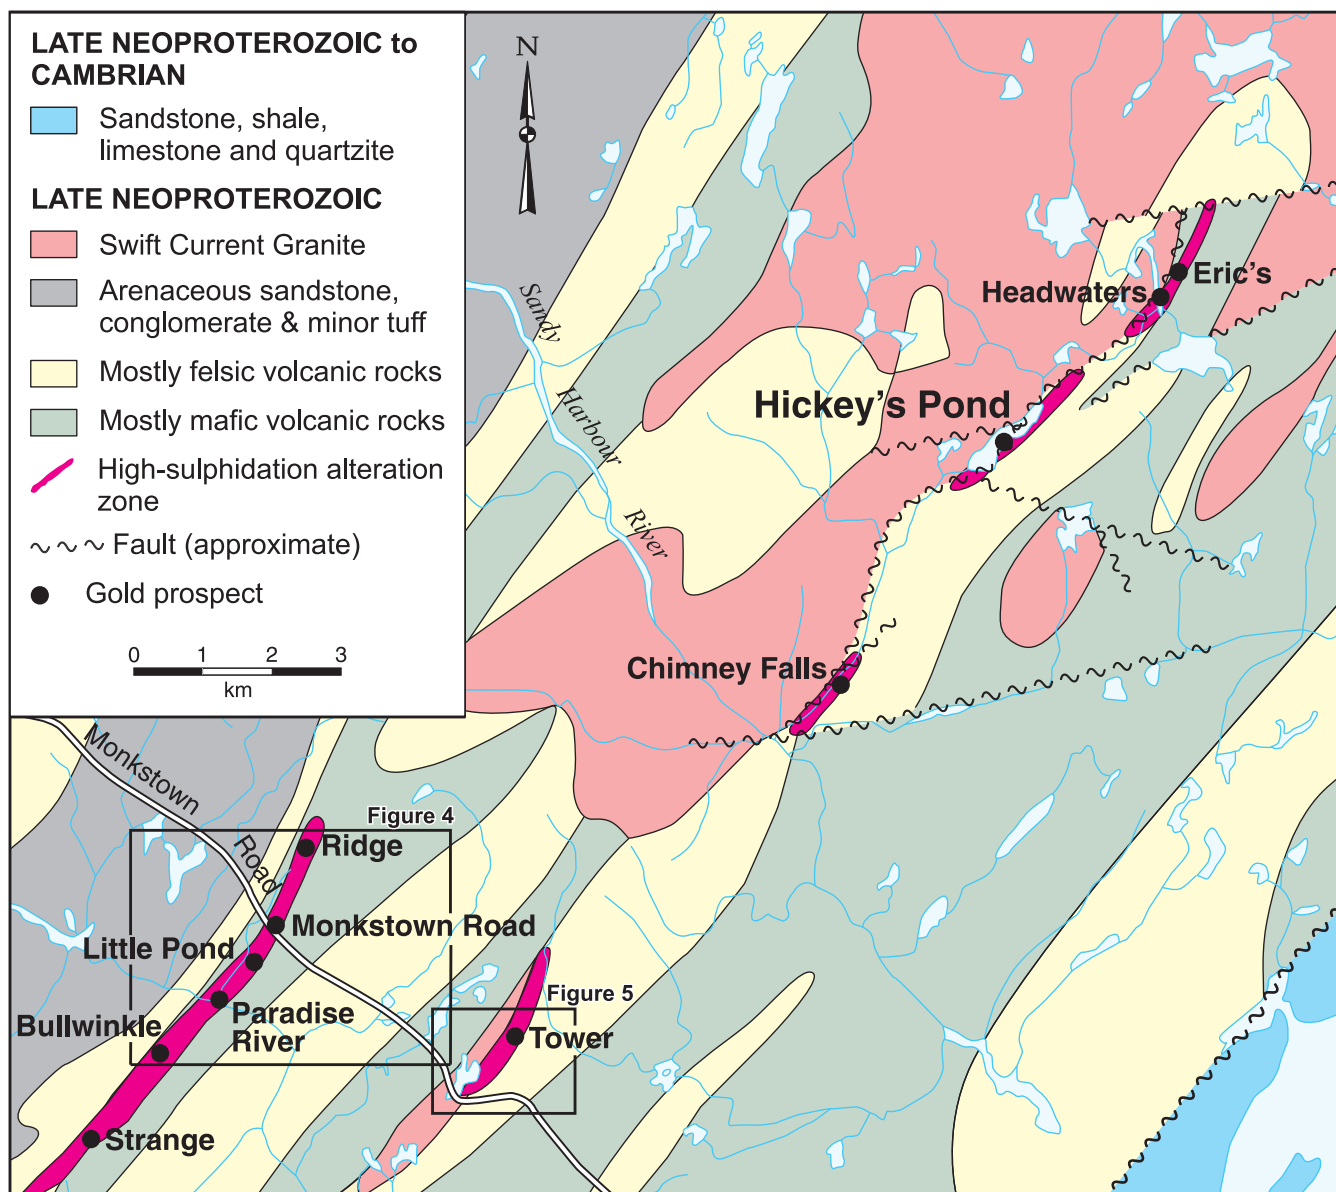 LATE NEOPROTEROZOIC to
CAMBRIAN
Sandstone, shale,
limestone and quartzite
LATE NEOPROTEROZOIC
Swift Current Granite
Arenaceous sandstone,
conglomerate & minor tuff
Mostly felsic volcanic rocks
Mostly mafic volcanic rocks
High-sulphidation alteration
zone
Fault (approximate)
Gold prospect
0 1 2 3
km
N
Sandy
Harbour
River
Eric's
Headwaters
Hickey's Pond
Chimney Falls
Monkstown
Road
Figure 4
Ridge
Monkstown Road
Little Pond
Paradise
River
Bullwinkle
Strange
Figure 5
Tower